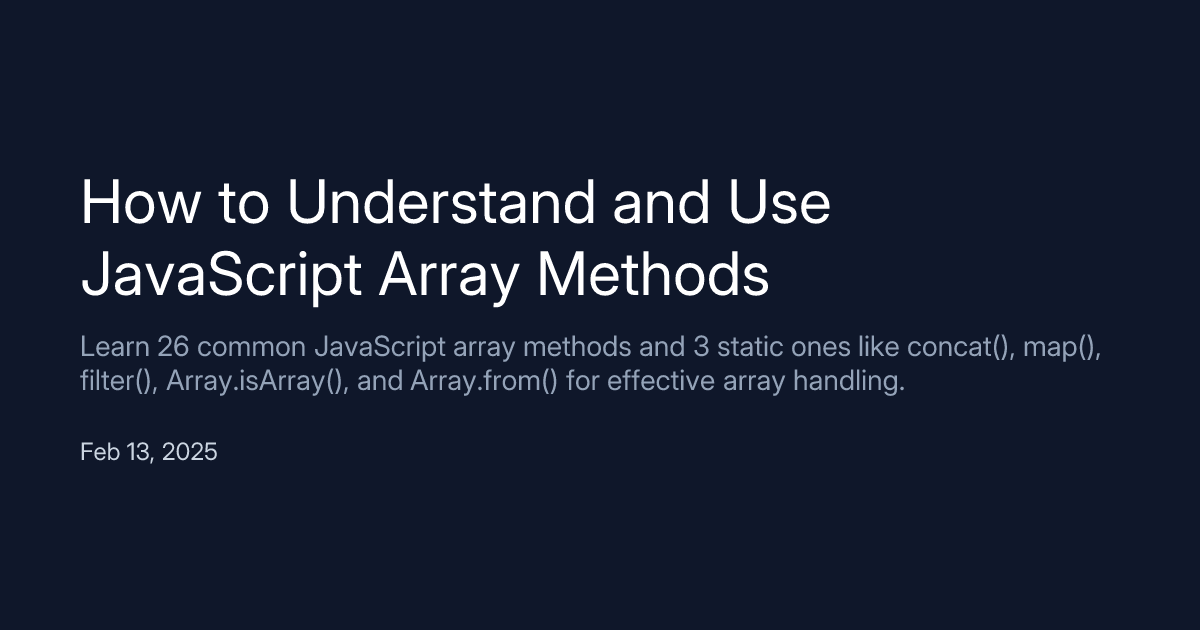 How to Understand and Use
JavaScript Array Methods
Learn 26 common JavaScript array methods and 3 static ones like concat(), map(),
filter(), Array.isArray(), and Array.from() for effective array handling.
Feb 13, 2025